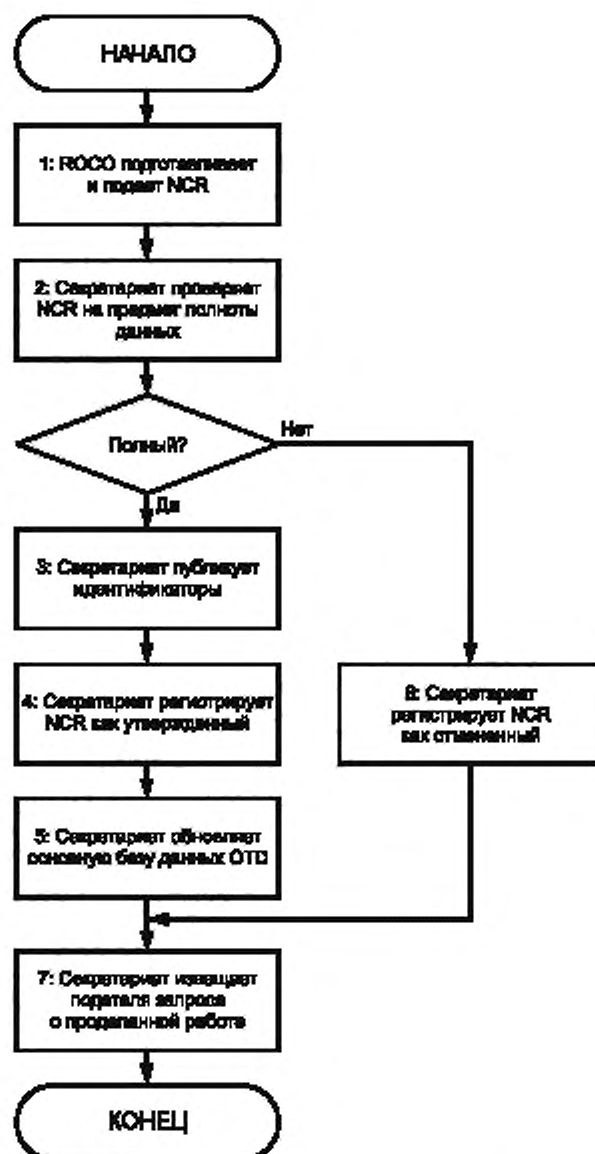 НАЧАЛО
1: ROCO подготавливает
и подает NCR
2: Секретариат проверяет
NCR на предмет полноты
данных
Полный?
Нет
Да
3: Секретариат публикует
идентификаторы
4: Секретариат регистрирует
NCR как утвержденный
6: Секретариат
регистрирует NCR
как отмененный
5: Секретариат обновляет
основную базу данных OTD
7: Секретариат извещает
подателя запроса
о проделанной работе
КОНЕЦ